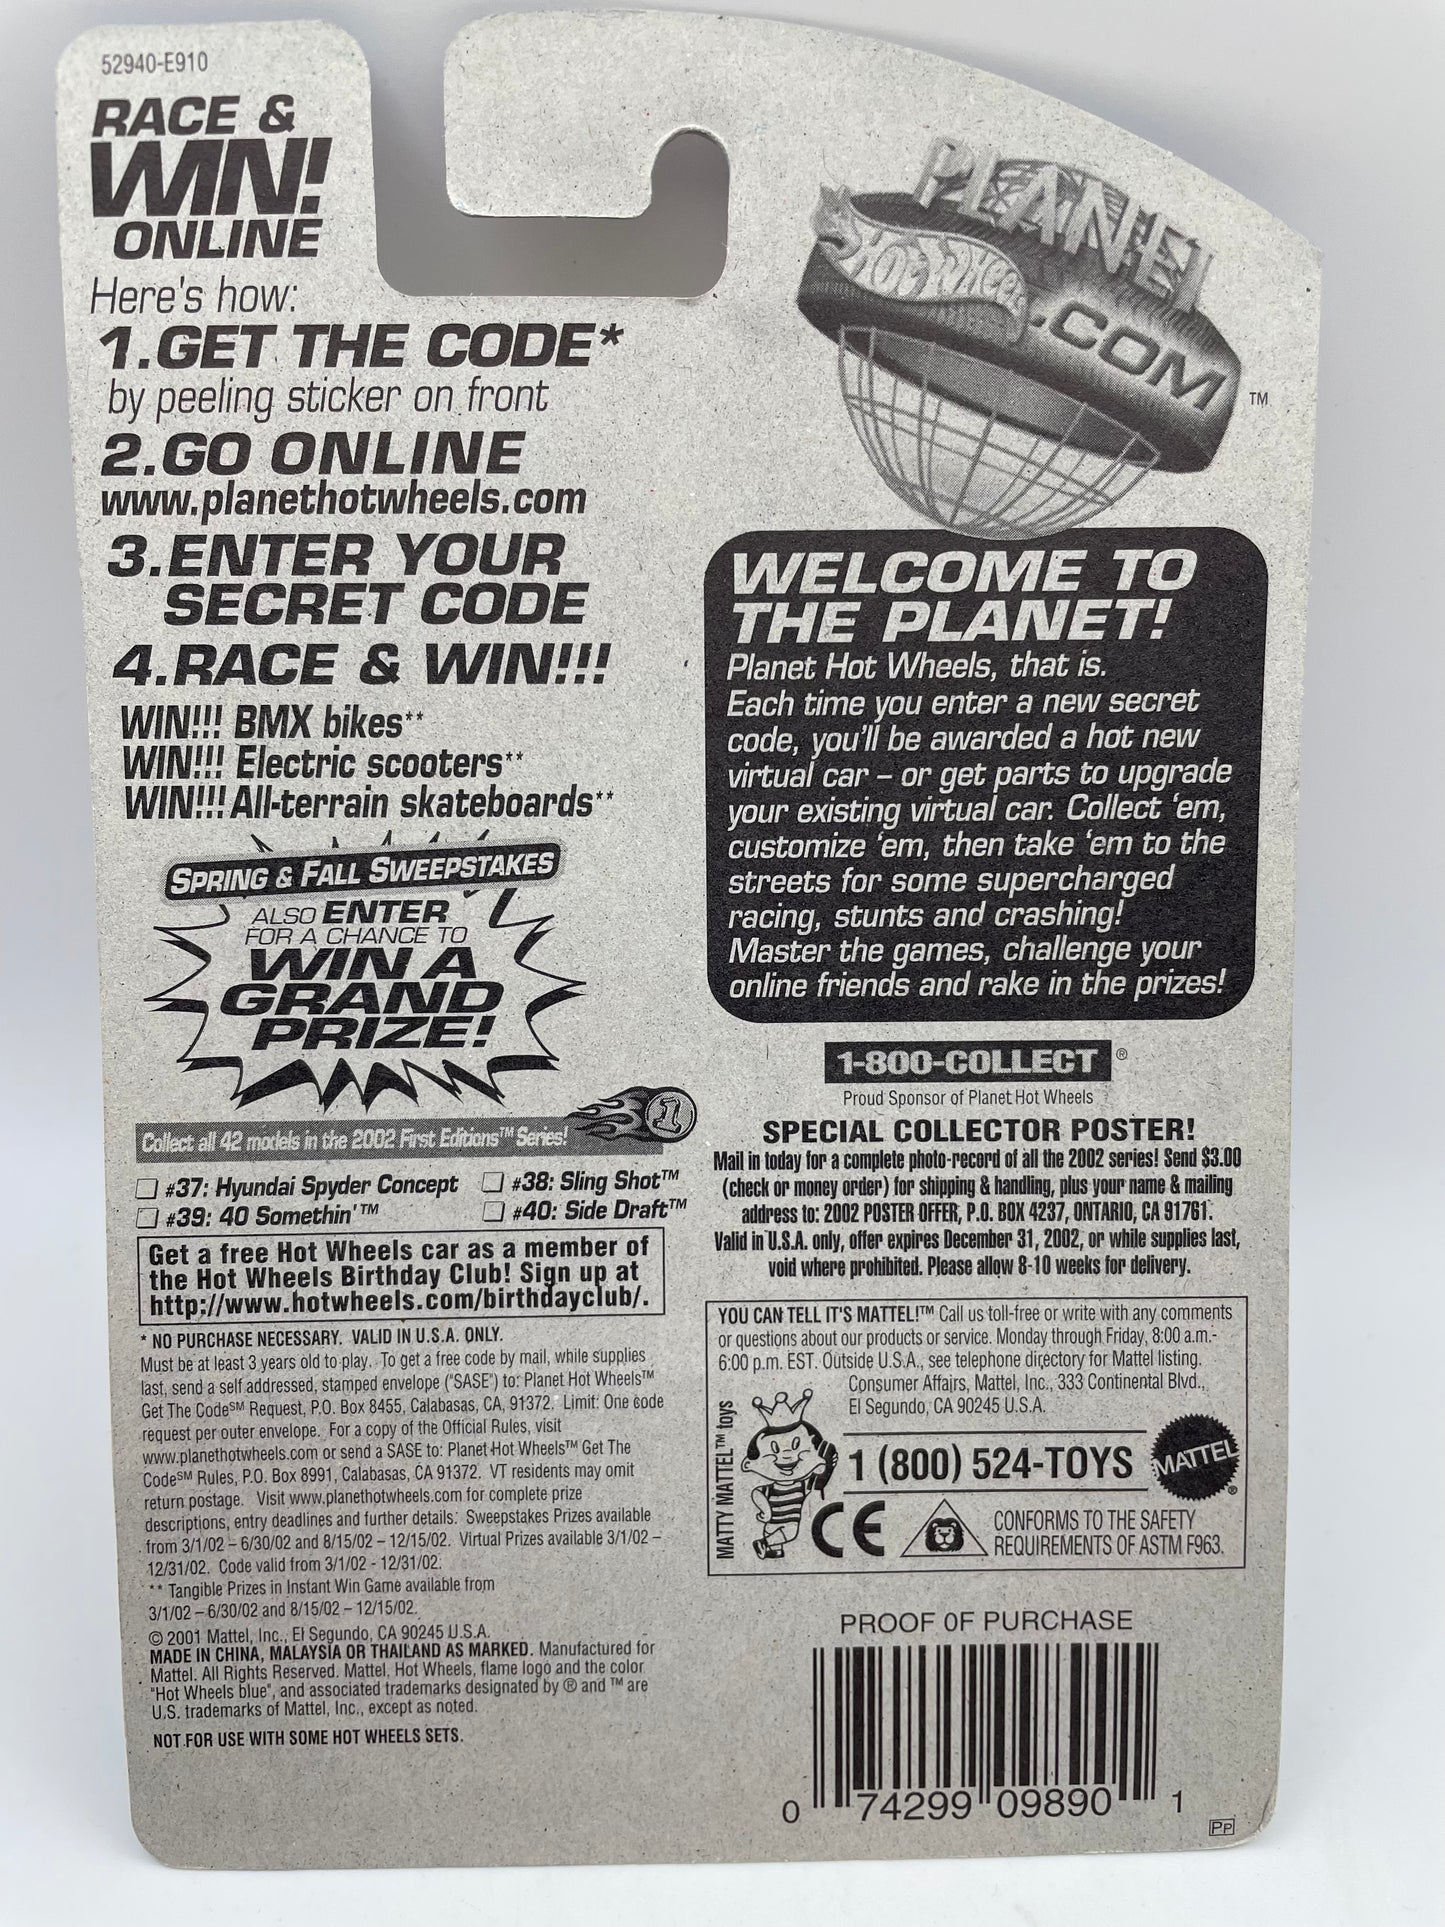 52940-E910
RACE &
WIN!
ONLINE
Here's how:
1.GET THE CODE*
by peeling sticker on front
2.GO ONLINE
www.planethotwheels.com
3.ENTER YOUR
SECRET CODE
4.RACE & WIN!!!
WIN!!! BMX bikes**
WIN!!! Electric scooters**
WIN!!! All-terrain skateboards**
SPRING & FALL SWEEPSTAKES
ALSO ENTER
FOR A CHANCE TO
WIN A
GRAND
PRIZE!
Collect all 42 models in the 2002 First Editions™ Series!
1
#37: Hyundai Spyder Concept
#38: Sling Shot™
#39: 40 Somethin'™
#40: Side Draft™
Get a free Hot Wheels car as a member of
the Hot Wheels Birthday Club! Sign up at
http://www.hotwheels.com/birthdayclub/.
* NO PURCHASE NECESSARY. VALID IN U.S.A. ONLY.
Must be at least 3 years old to play. To get a free code by mail, while supplies
last, send a self addressed, stamped envelope ("SASE") to: Planet Hot Wheels™
Get The Code℠ Request, P.O. Box 8455, Calabasas, CA, 91372. Limit: One code
request per outer envelope. For a copy of the Official Rules, visit
www.planethotwheels.com or send a SASE to: Planet Hot Wheels™ Get The
Code℠ Rules, P.O. Box 8991, Calabasas, CA 91372. VT residents may omit
return postage. Visit www.planethotwheels.com for complete prize
descriptions, entry deadlines and further details. Sweepstakes Prizes available
from 3/1/02 – 6/30/02 and 8/15/02 – 12/15/02. Virtual Prizes available 3/1/02 –
12/31/02. Code valid from 3/1/02 - 12/31/02.
** Tangible Prizes in Instant Win Game available from
3/1/02 – 6/30/02 and 8/15/02 – 12/15/02.
© 2001 Mattel, Inc., El Segundo, CA 90245 U.S.A.
MADE IN CHINA, MALAYSIA OR THAILAND AS MARKED. Manufactured for
Mattel. All Rights Reserved. Mattel, Hot Wheels, flame logo and the color
"Hot Wheels blue", and associated trademarks designated by ® and ™ are
U.S. trademarks of Mattel, Inc., except as noted.
NOT FOR USE WITH SOME HOT WHEELS SETS.
PLANET
HOT WHEELS
.COM
™
WELCOME TO
THE PLANET!
Planet Hot Wheels, that is.
Each time you enter a new secret
code, you'll be awarded a hot new
virtual car – or get parts to upgrade
your existing virtual car. Collect 'em,
customize 'em, then take 'em to the
streets for some supercharged
racing, stunts and crashing!
Master the games, challenge your
online friends and rake in the prizes!
1-800-COLLECT ®
Proud Sponsor of Planet Hot Wheels
SPECIAL COLLECTOR POSTER!
Mail in today for a complete photo-record of all the 2002 series! Send $3.00
(check or money order) for shipping & handling, plus your name & mailing
address to: 2002 POSTER OFFER, P.O. BOX 4237, ONTARIO, CA 91761.
Valid in U.S.A. only, offer expires December 31, 2002, or while supplies last,
void where prohibited. Please allow 8-10 weeks for delivery.
YOU CAN TELL IT'S MATTEL!™ Call us toll-free or write with any comments
or questions about our products or service. Monday through Friday, 8:00 a.m.-
6:00 p.m. EST. Outside U.S.A., see telephone directory for Mattel listing.
Consumer Affairs, Mattel, Inc., 333 Continental Blvd.,
El Segundo, CA 90245 U.S.A.
MATTY MATTEL™ toys
1 (800) 524-TOYS
MATTEL ®
CE
CONFORMS TO THE SAFETY
REQUIREMENTS OF ASTM F963.
PROOF OF PURCHASE
0 74299 09890 1
PP